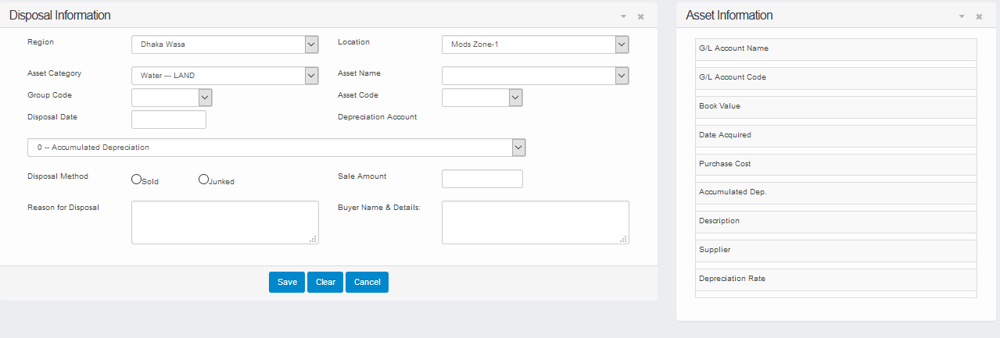 Disposal Information
Region
Dhaka Wasa
Location
Mods Zone-1
Asset Category
Water --- LAND
Asset Name
Group Code
Asset Code
Disposal Date
Depreciation Account
0 -- Accumulated Depreciation
Disposal Method
Sold
Junked
Sale Amount
Reason for Disposal
Buyer Name & Details:
Save
Clear
Cancel
Asset Information
G/L Account Name
G/L Account Code
Book Value
Date Acquired
Purchase Cost
Accumulated Dep.
Description
Supplier
Depreciation Rate